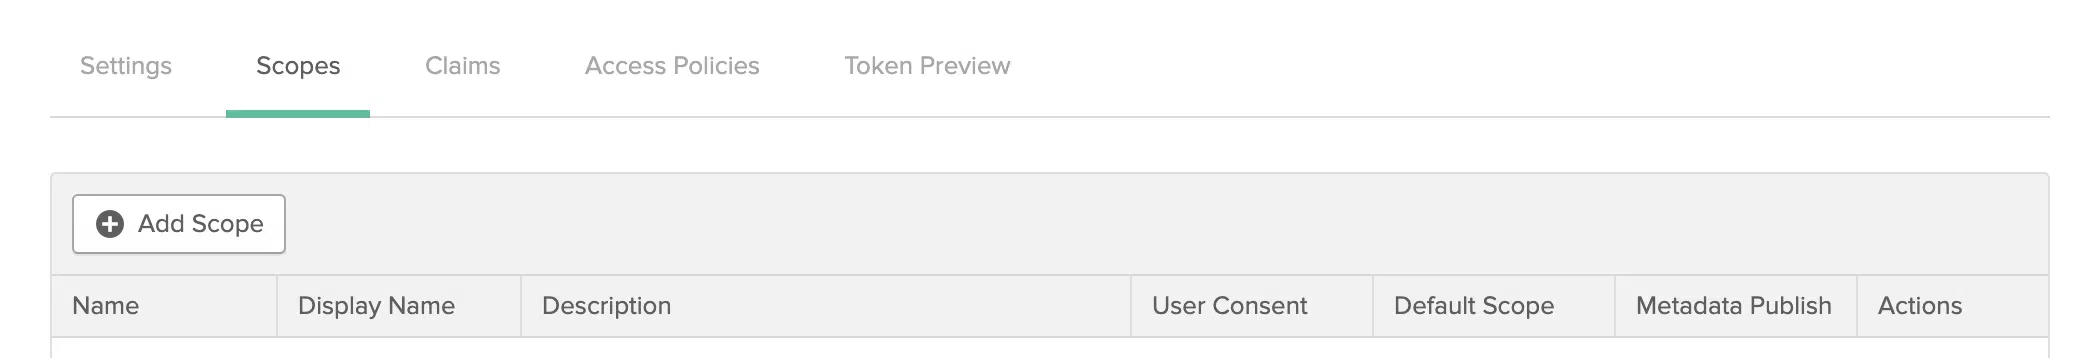 Settings Scopes Claims Access Policies Token Preview
Add Scope
Name Display Name Description User Consent Default Scope Metadata Publish Actions